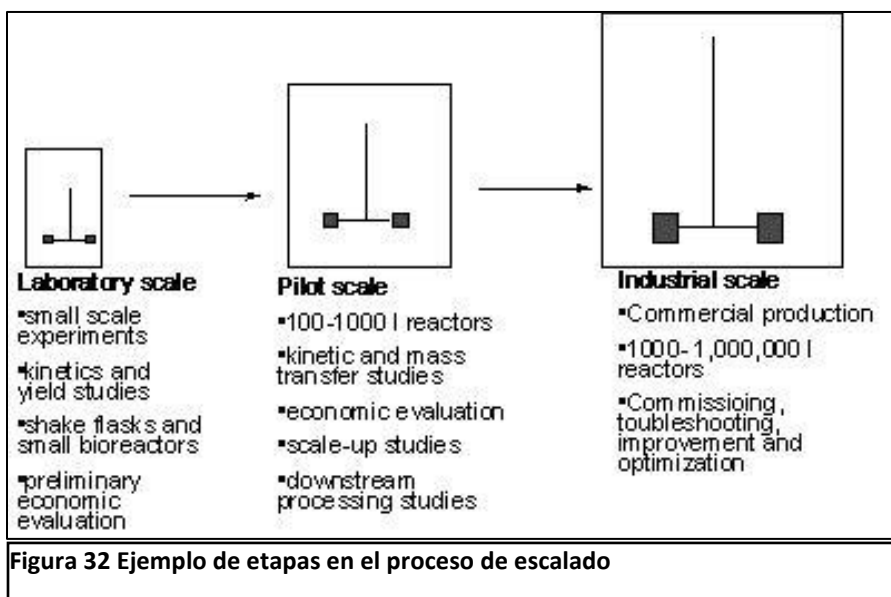 Laboratory scale
▪small scale
experiments
▪kinetics and
yield studies
▪shake flasks and
small bioreactors
▪preliminary
economic
evaluation
Pilot scale
▪100-1000 l reactors
▪kinetic and mass
transfer studies
▪economic evaluation
▪scale-up studies
▪downstream
processing studies
Industrial scale
▪Commercial production
▪1000-1,000,000 l
reactors
▪Commissioing,
toubleshooting,
improvement and
optimization
Figura 32 Ejemplo de etapas en el proceso de escalado